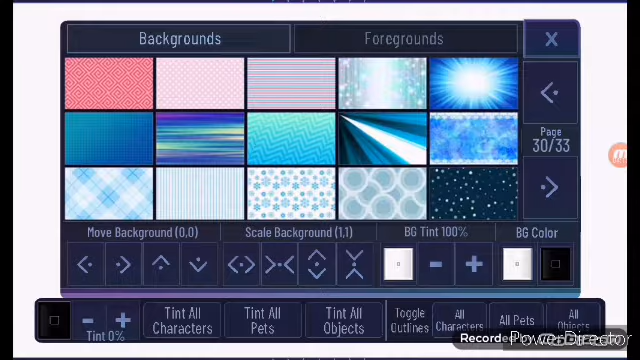 Backgrounds
Foregrounds
X
Page
30/33
Move Background (0,0)
Scale Background (1,1)
BG Tint 100%
BG Color
Tint 0%
Tint All
Characters
Tint All
Pets
Tint All
Objects
Toggle
Outlines
All
Characters
All Pets
All
Objects
Recorded
PowerDirector